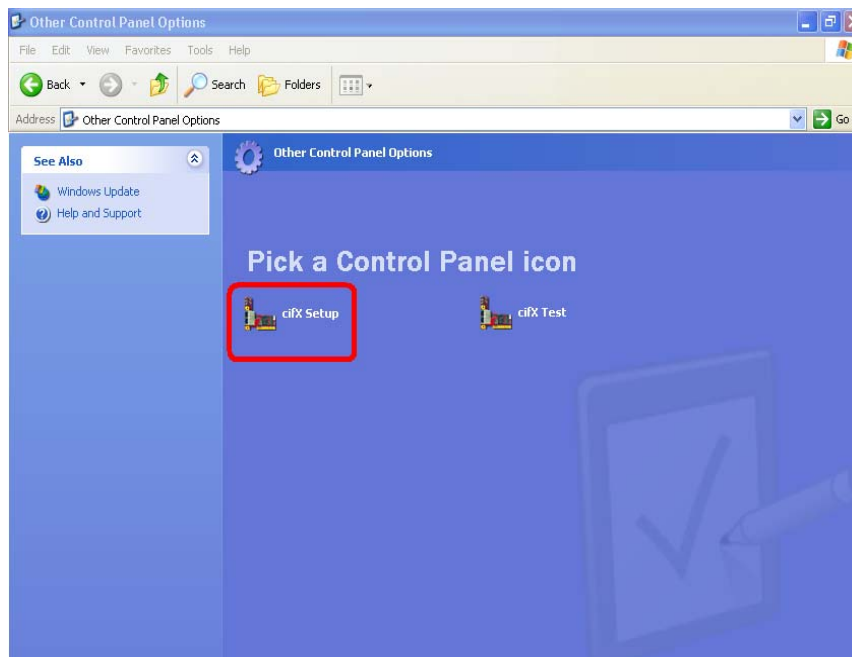 Other Control Panel Options
File Edit View Favorites Tools Help
Back Search Folders
Address Other Control Panel Options Go
See Also
Other Control Panel Options
Windows Update
Help and Support
Pick a Control Panel icon
cifX Setup cifX Test